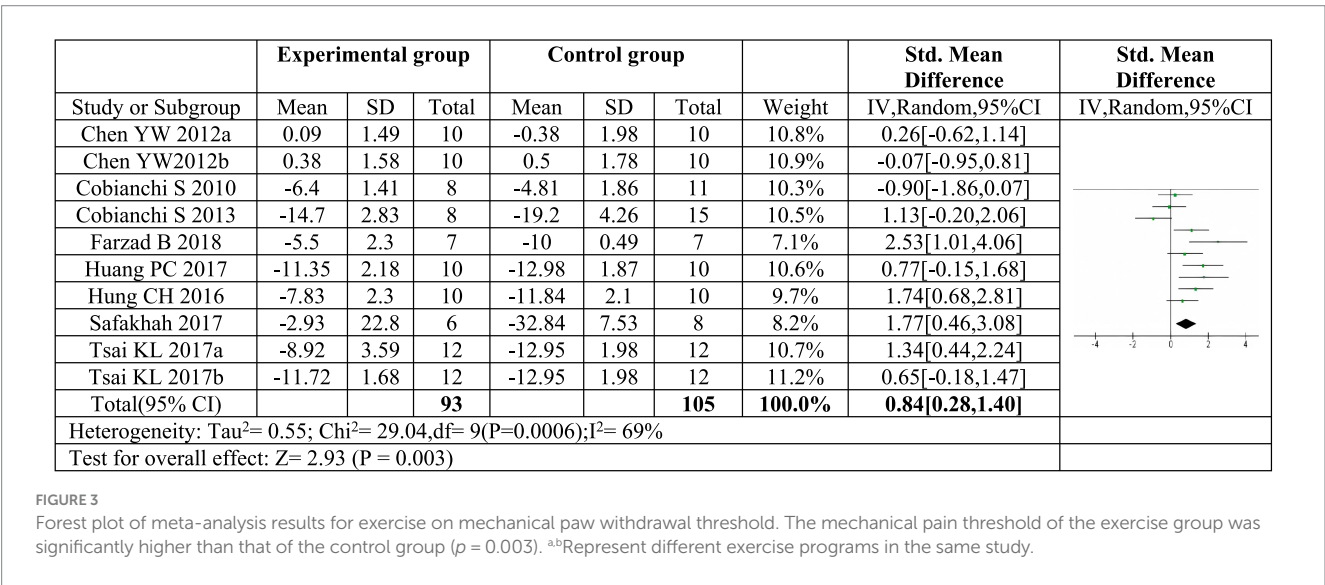 Experimental group Control group Std. Mean Difference Std. Mean Difference
Study or Subgroup Mean SD Total Mean SD Total Weight IV,Random,95%CI IV,Random,95%CI
Chen YW 2012a 0.09 1.49 10 -0.38 1.98 10 10.8% 0.26[-0.62,1.14]
Chen YW2012b 0.38 1.58 10 0.5 1.78 10 10.9% -0.07[-0.95,0.81]
Cobianchi S 2010 -6.4 1.41 8 -4.81 1.86 11 10.3% -0.90[-1.86,0.07]
Cobianchi S 2013 -14.7 2.83 8 -19.2 4.26 15 10.5% 1.13[-0.20,2.06]
Farzad B 2018 -5.5 2.3 7 -10 0.49 7 7.1% 2.53[1.01,4.06]
Huang PC 2017 -11.35 2.18 10 -12.98 1.87 10 10.6% 0.77[-0.15,1.68]
Hung CH 2016 -7.83 2.3 10 -11.84 2.1 10 9.7% 1.74[0.68,2.81]
Safakhah 2017 -2.93 22.8 6 -32.84 7.53 8 8.2% 1.77[0.46,3.08]
Tsai KL 2017a -8.92 3.59 12 -12.95 1.98 12 10.7% 1.34[0.44,2.24]
Tsai KL 2017b -11.72 1.68 12 -12.95 1.98 12 11.2% 0.65[-0.18,1.47]
Total(95% CI) 93 105 100.0% 0.84[0.28,1.40]
-4 -2 0 2 4
Heterogeneity: Tau²= 0.55; Chi²= 29.04,df= 9(P=0.0006);I²= 69%
Test for overall effect: Z= 2.93 (P = 0.003)
FIGURE 3
Forest plot of meta-analysis results for exercise on mechanical paw withdrawal threshold. The mechanical pain threshold of the exercise group was
significantly higher than that of the control group (p = 0.003). a,bRepresent different exercise programs in the same study.